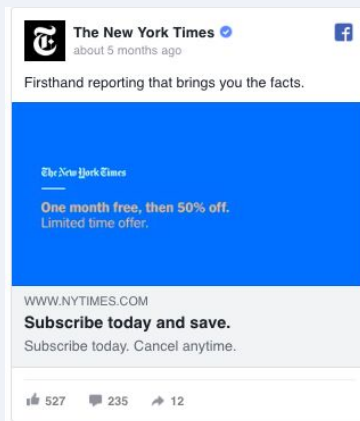 The New York Times
about 5 months ago
Firsthand reporting that brings you the facts.
The New York Times
One month free, then 50% off.
Limited time offer.
WWW.NYTIMES.COM
Subscribe today and save.
Subscribe today. Cancel anytime.
527 235 12